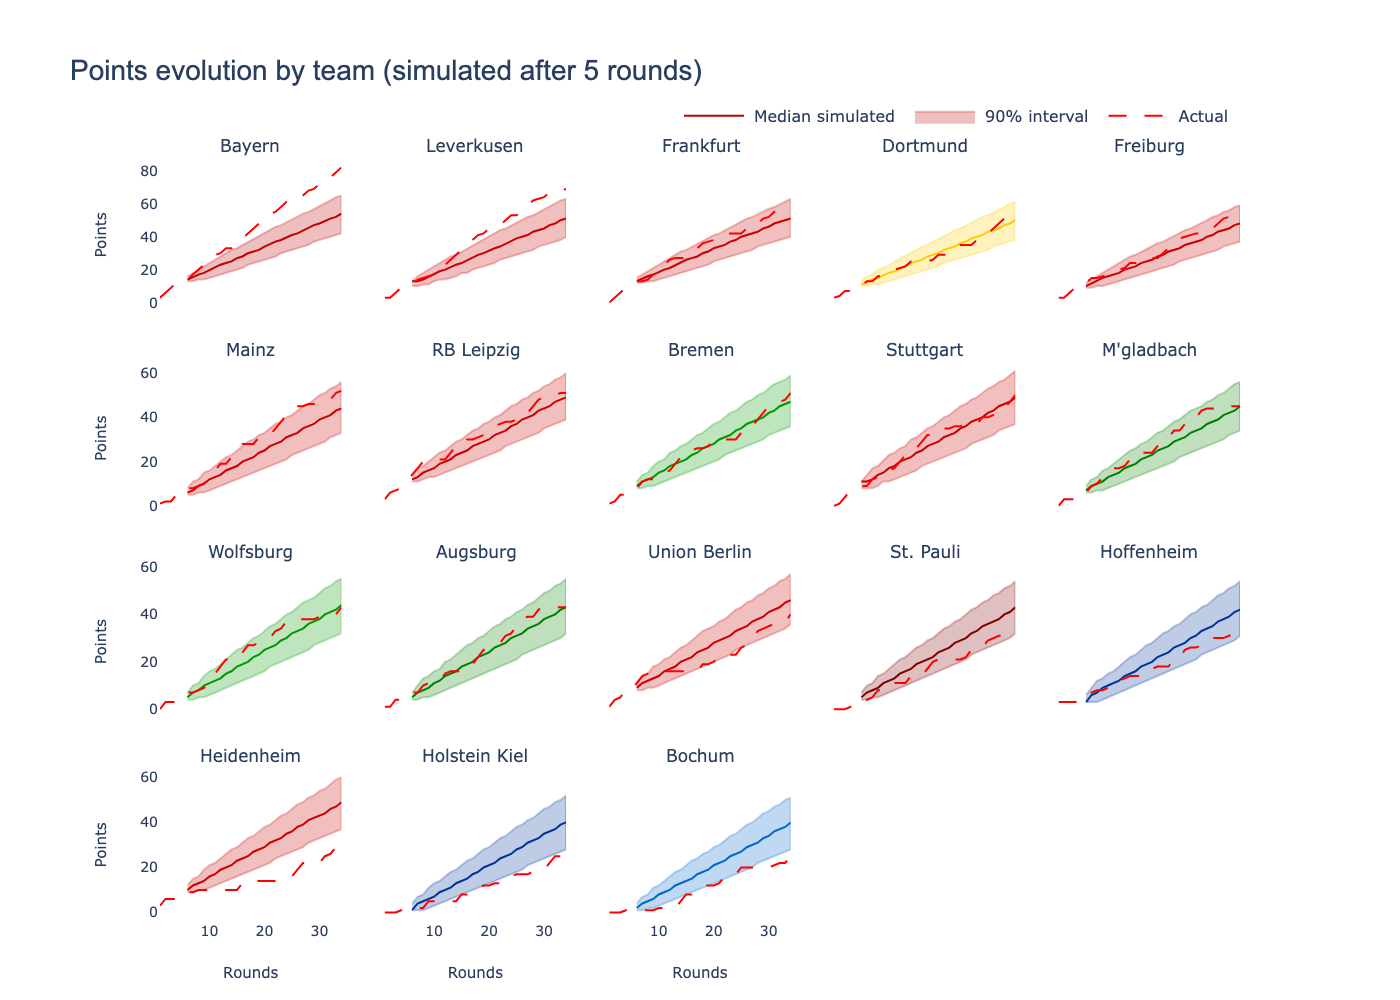 Points evolution by team (simulated after 5 rounds)
Median simulated 90% interval Actual
Bayern Leverkusen Frankfurt Dortmund Freiburg
80
60
40
20
0
Points
Mainz RB Leipzig Bremen Stuttgart M'gladbach
60
40
20
0
Points
Wolfsburg Augsburg Union Berlin St. Pauli Hoffenheim
60
40
20
0
Points
Heidenheim Holstein Kiel Bochum
60
40
20
0
Points
10 20 30 10 20 30 10 20 30
Rounds Rounds Rounds